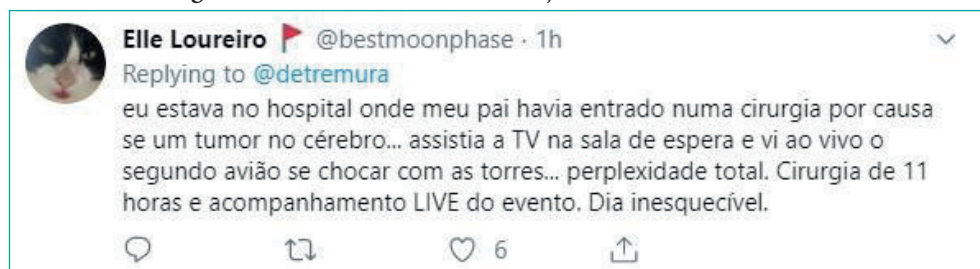 Elle Loureiro 🚩 @bestmoonphase · 1h
Replying to @detremura
eu estava no hospital onde meu pai havia entrado numa cirurgia por causa
se um tumor no cérebro... assistia a TV na sala de espera e vi ao vivo o
segundo avião se chocar com as torres... perplexidade total. Cirurgia de 11
horas e acompanhamento LIVE do evento. Dia inesquecível.
6